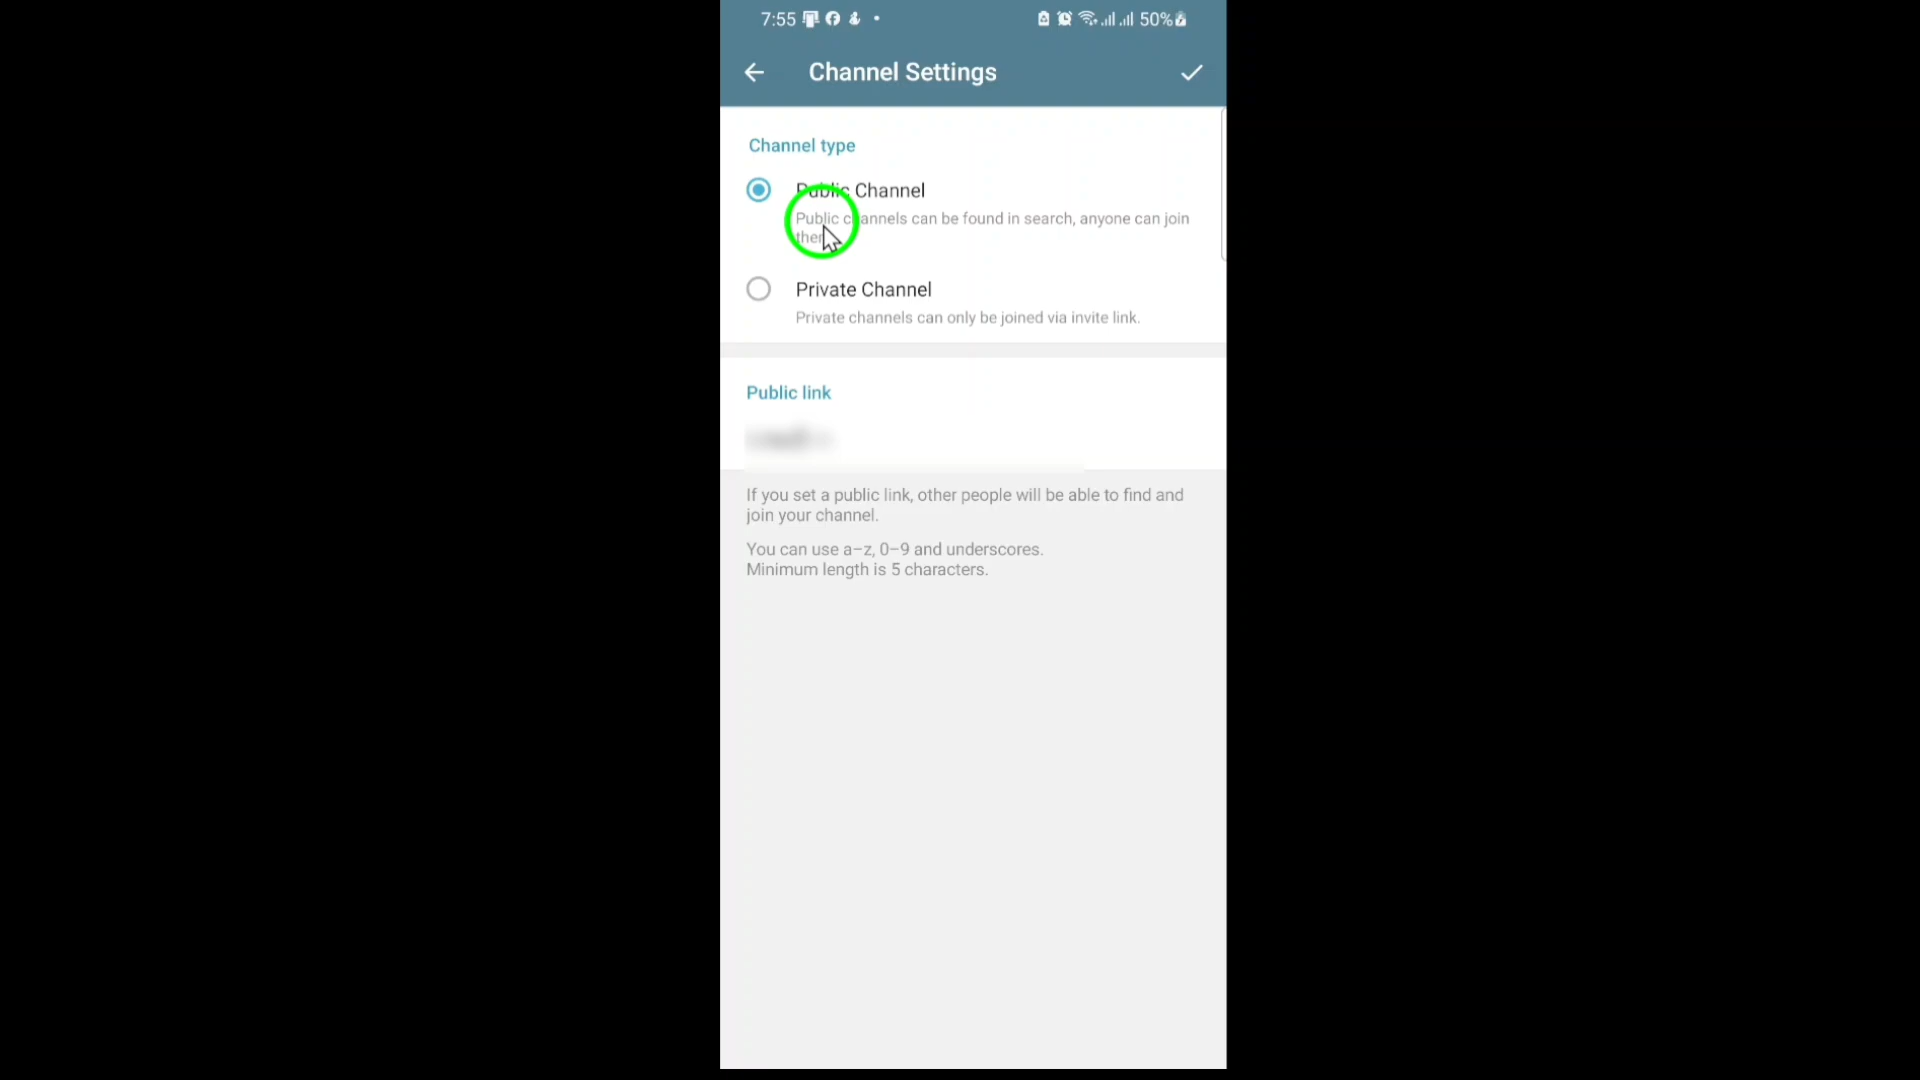 7:55
50%
Channel Settings
Channel type
Public Channel
Public channels can be found in search, anyone can join
Private Channel
Private channels can only be joined via invite link.
Public link
If you set a public link, other people will be able to find and
join your channel.
You can use a–z, 0–9 and underscores.
Minimum length is 5 characters.